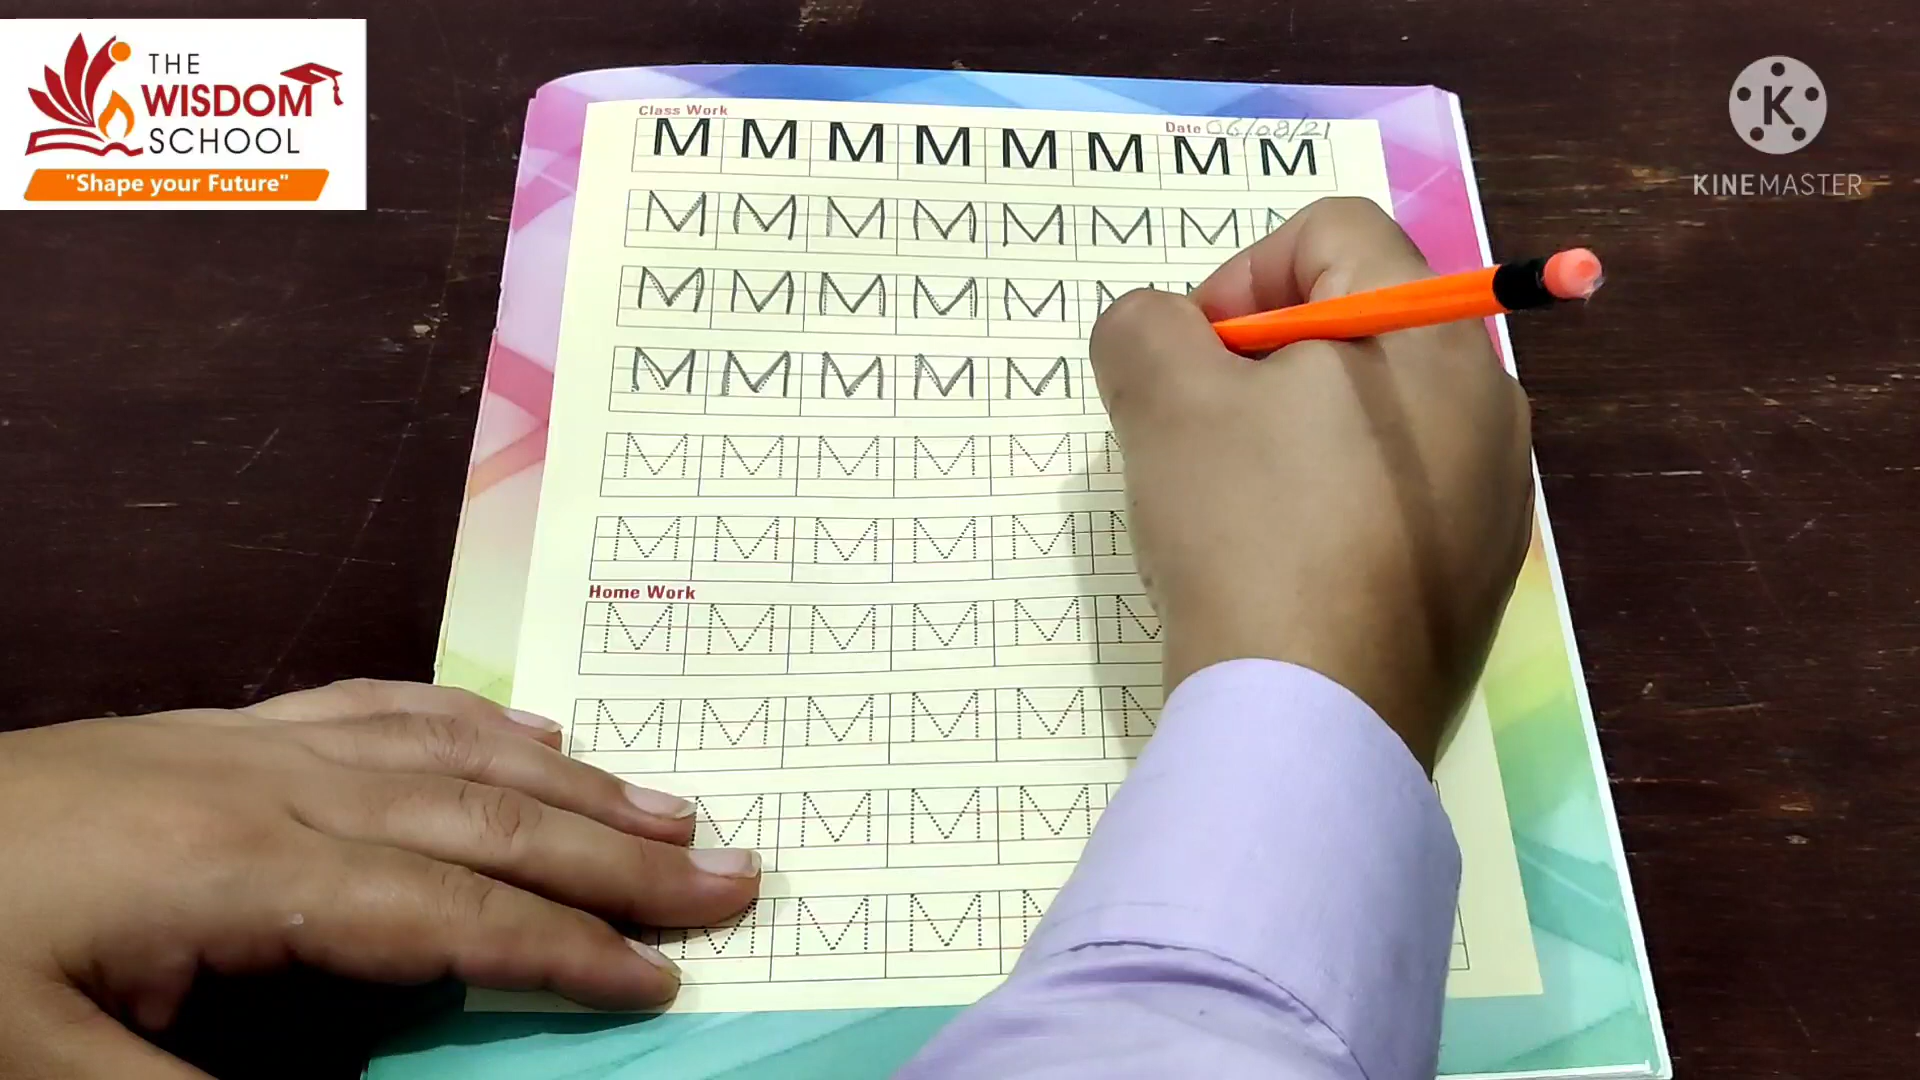 THE
WISDOM
SCHOOL
"Shape your Future"
K
KINEMASTER
Class Work
Date 06/08/21
M M M M M M M M
M M M M M M M
M M M M M
M M M M M
M M M M M
M M M M M
Home Work
M M M M M
M M M M M
M M M M
M M M